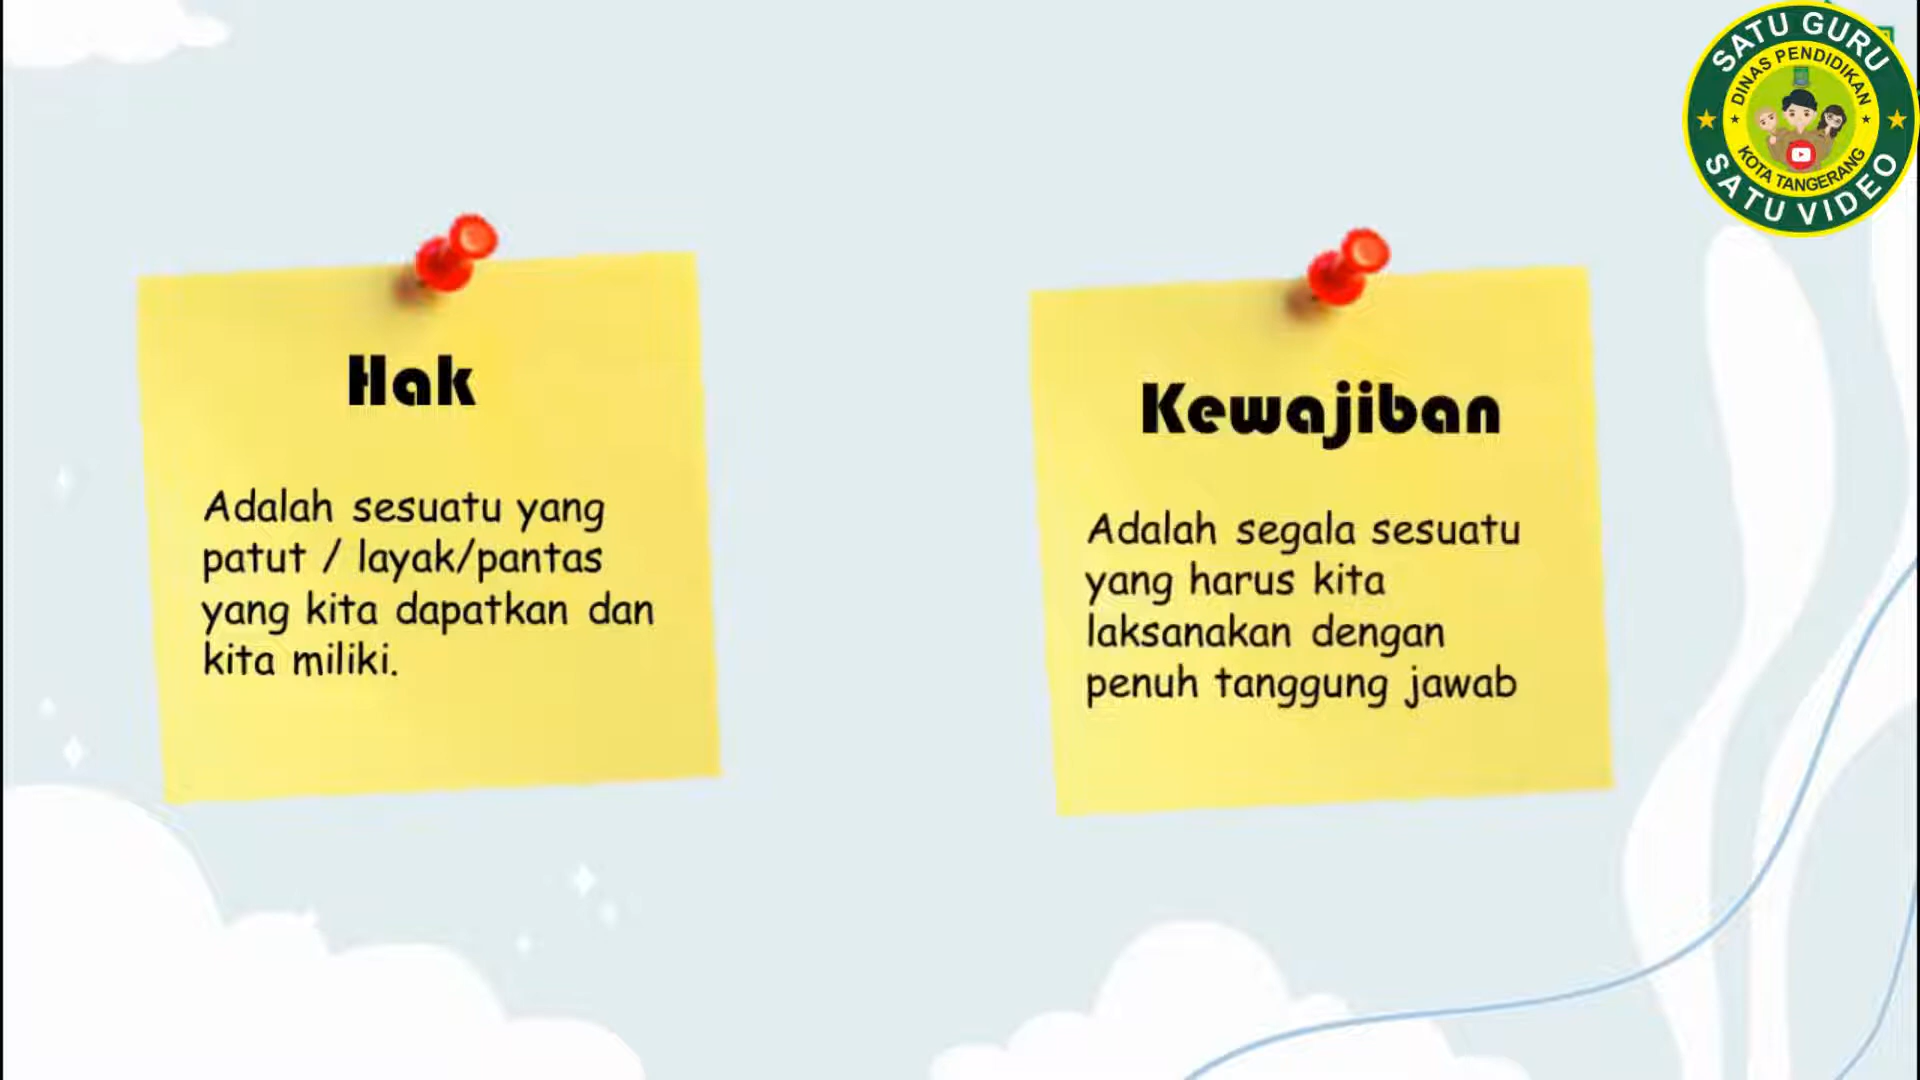 SATU GURU
DINAS PENDIDIKAN
KOTA TANGERANG
SATU VIDEO
Hak
Adalah sesuatu yang
patut / layak/pantas
yang kita dapatkan dan
kita miliki.
Kewajiban
Adalah segala sesuatu
yang harus kita
laksanakan dengan
penuh tanggung jawab